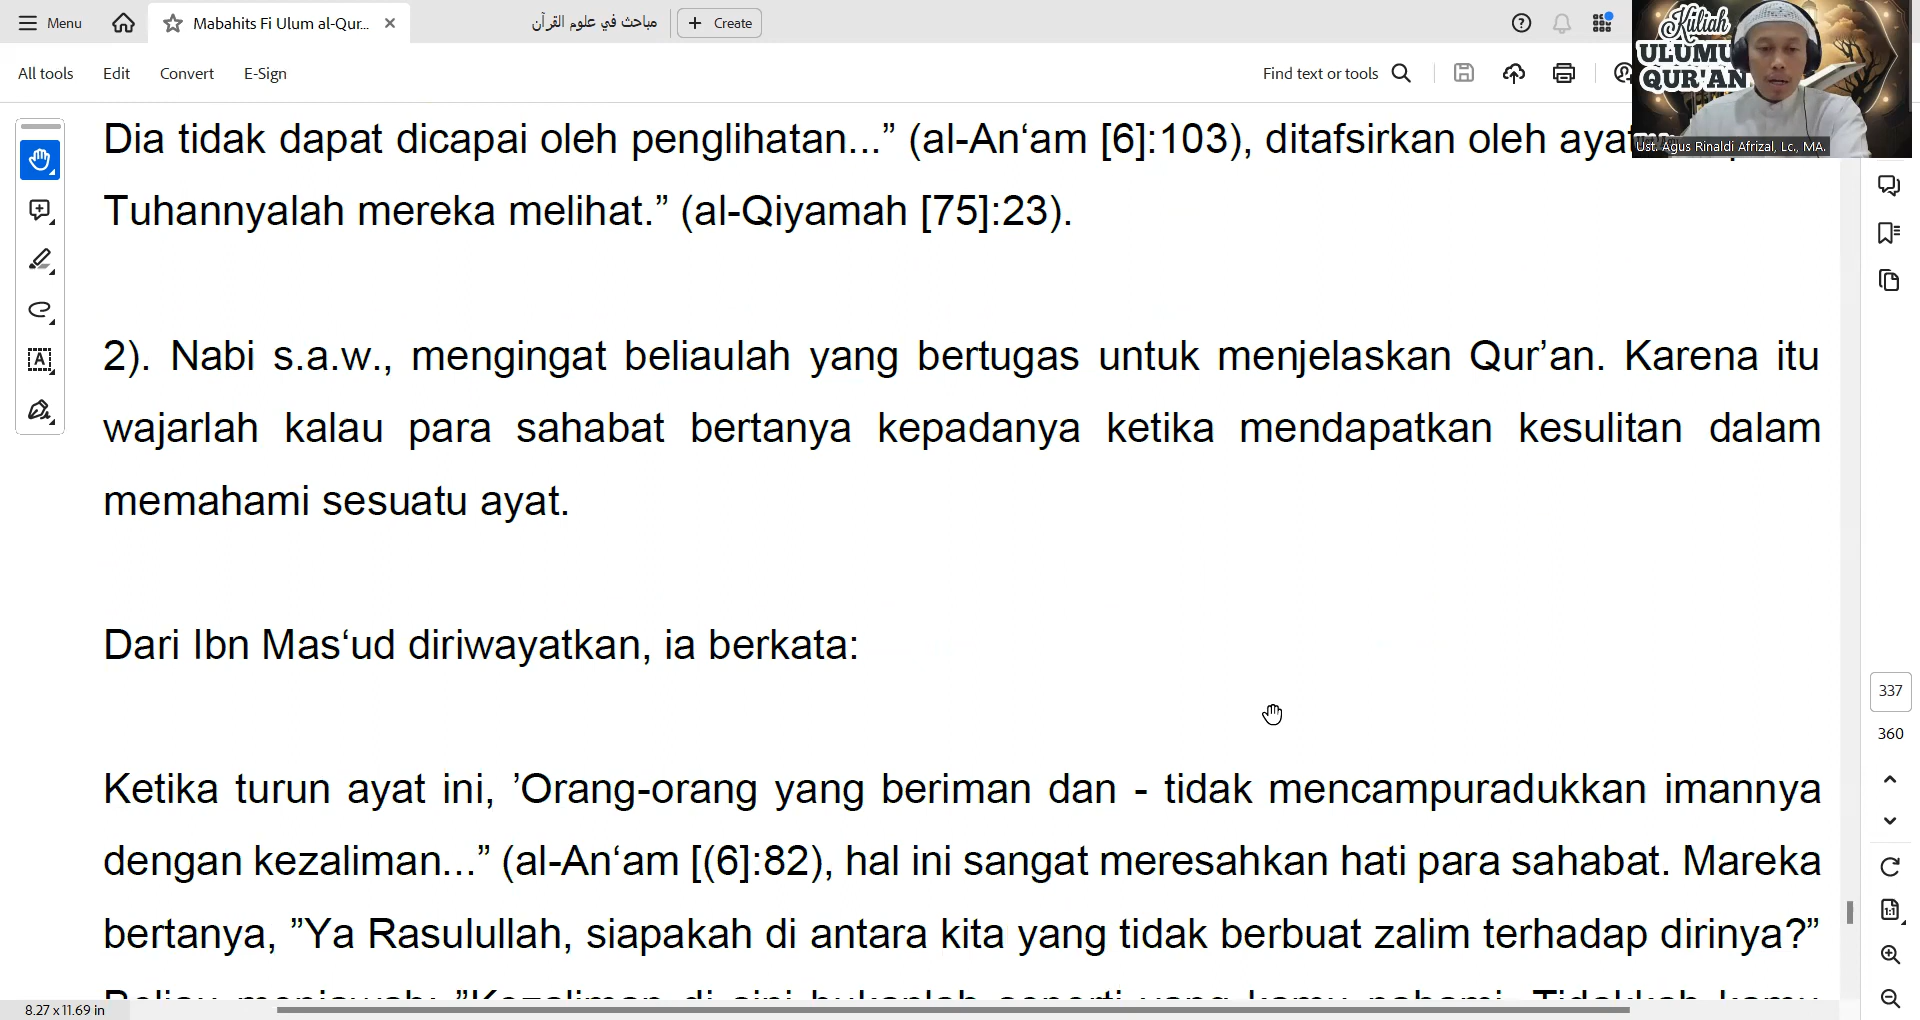 Menu
Mabahits Fi Ulum al-Qur...
مباحث في علوم القرآن
Create
All tools
Edit
Convert
E-Sign
Find text or tools
Kuliah
ULUMU
QUR'AN
Ust. Agus Rinaldi Afrizal, Lc., MA.
Dia tidak dapat dicapai oleh penglihatan...” (al-An‘am [6]:103), ditafsirkan oleh
Tuhannyalah mereka melihat.” (al-Qiyamah [75]:23).
2). Nabi s.a.w., mengingat beliaulah yang bertugas untuk menjelaskan Qur’an. Karena itu
wajarlah kalau para sahabat bertanya kepadanya ketika mendapatkan kesulitan dalam
memahami sesuatu ayat.
Dari Ibn Mas‘ud diriwayatkan, ia berkata:
Ketika turun ayat ini, ’Orang-orang yang beriman dan - tidak mencampuradukkan imannya
dengan kezaliman...” (al-An‘am [(6]:82), hal ini sangat meresahkan hati para sahabat. Mareka
bertanya, ”Ya Rasulullah, siapakah di antara kita yang tidak berbuat zalim terhadap dirinya?”
337
360
8.27 x 11.69 in